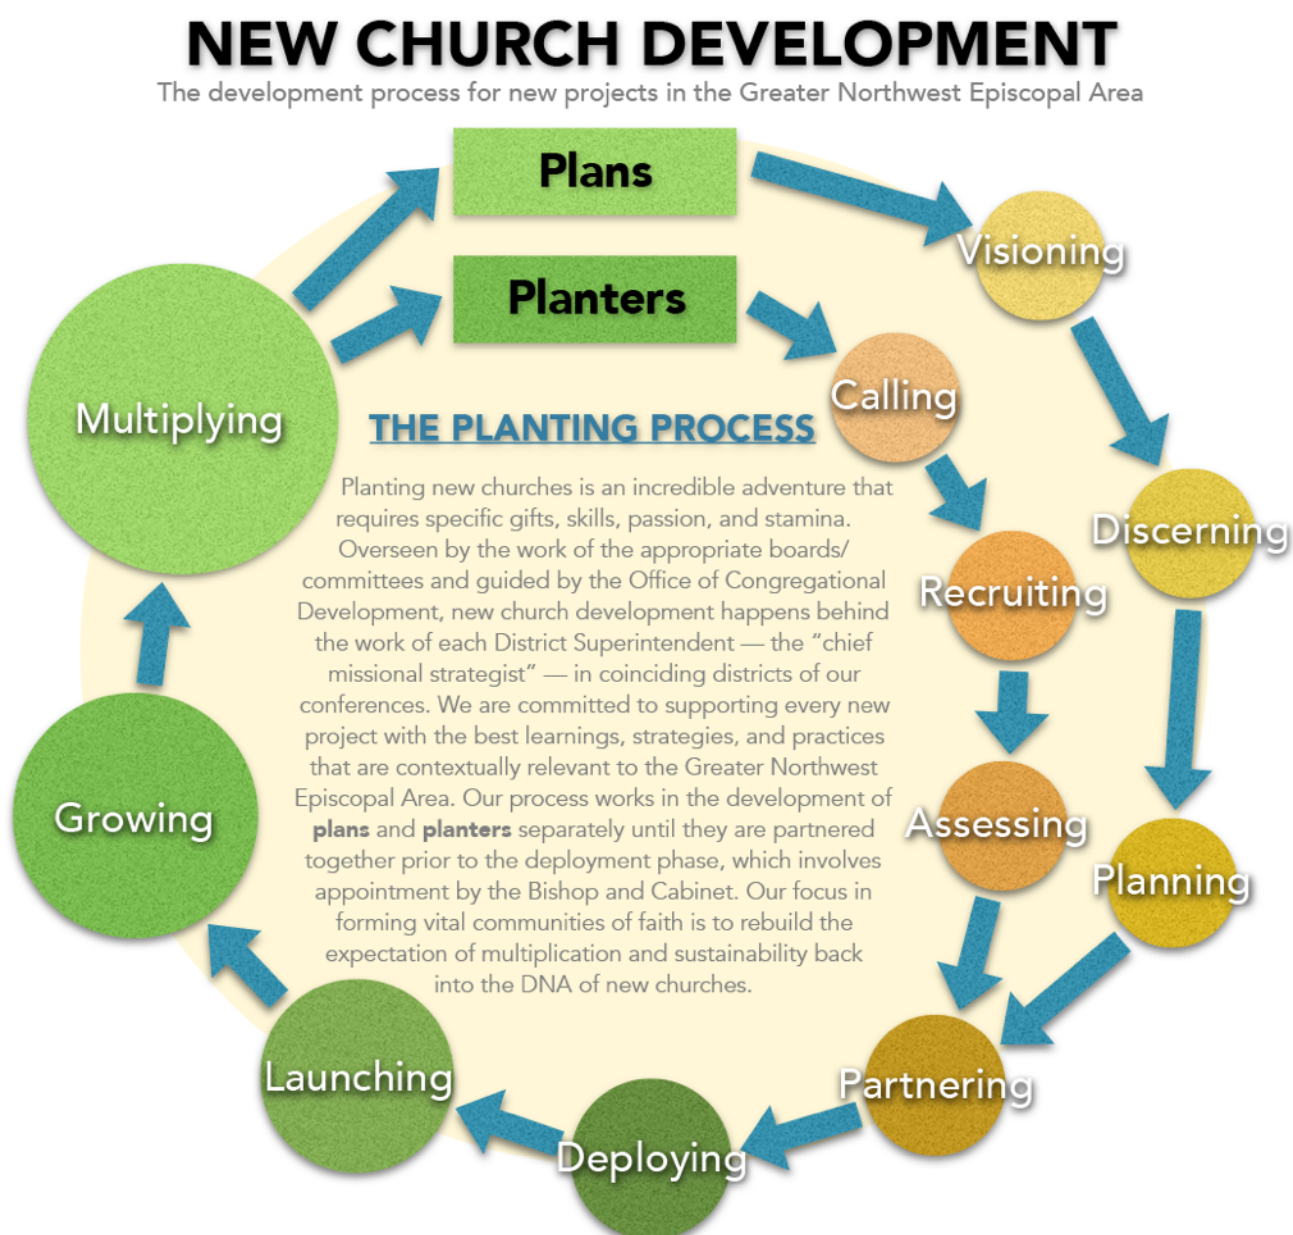 NEW CHURCH DEVELOPMENT
The development process for new projects in the Greater Northwest Episcopal Area
Plans
Planters
Visioning
Calling
Discerning
Recruiting
Assessing
Planning
Partnering
Deploying
Launching
Growing
Multiplying
THE PLANTING PROCESS
Planting new churches is an incredible adventure that
requires specific gifts, skills, passion, and stamina.
Overseen by the work of the appropriate boards/
committees and guided by the Office of Congregational
Development, new church development happens behind
the work of each District Superintendent — the “chief
missional strategist” — in coinciding districts of our
conferences. We are committed to supporting every new
project with the best learnings, strategies, and practices
that are contextually relevant to the Greater Northwest
Episcopal Area. Our process works in the development of
plans and planters separately until they are partnered
together prior to the deployment phase, which involves
appointment by the Bishop and Cabinet. Our focus in
forming vital communities of faith is to rebuild the
expectation of multiplication and sustainability back
into the DNA of new churches.